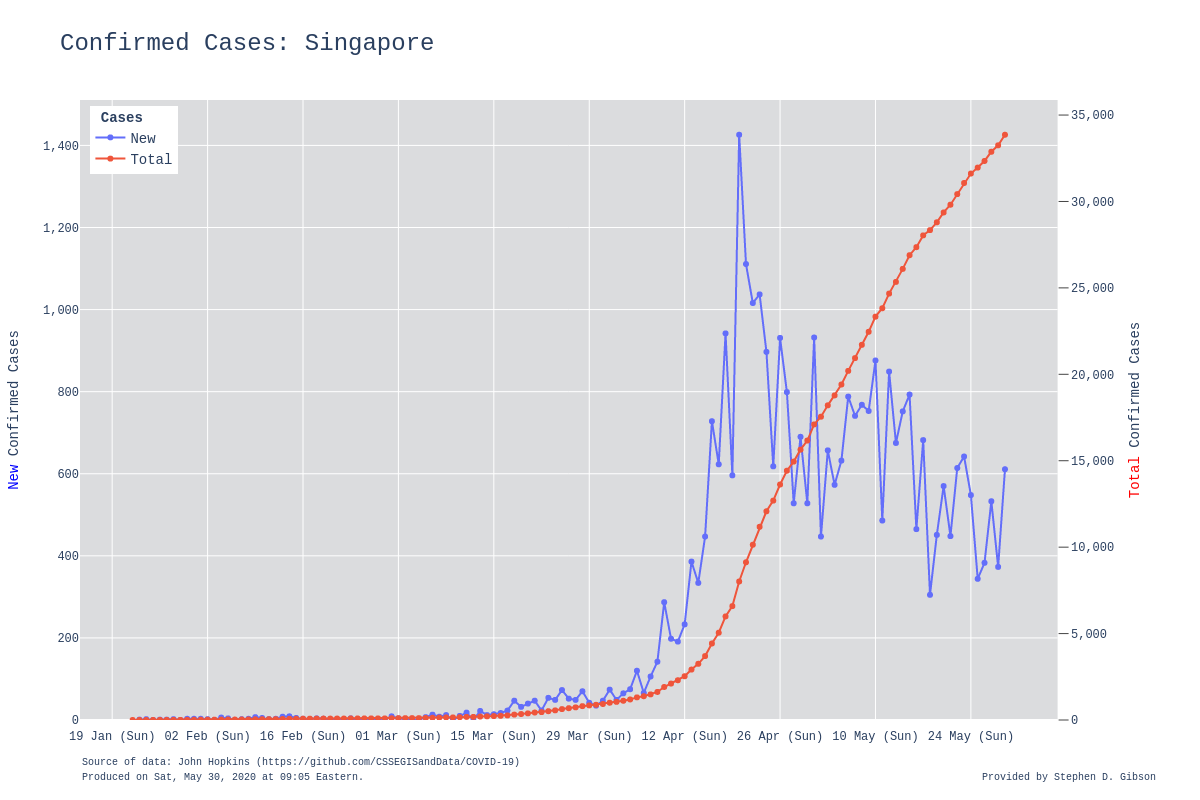 Confirmed Cases: Singapore
Cases
New
Total
1,400
1,200
1,000
800
600
400
200
0
35,000
30,000
25,000
20,000
15,000
10,000
5,000
0
New Confirmed Cases
Total Confirmed Cases
19 Jan (Sun) 02 Feb (Sun) 16 Feb (Sun) 01 Mar (Sun) 15 Mar (Sun) 29 Mar (Sun) 12 Apr (Sun) 26 Apr (Sun) 10 May (Sun) 24 May (Sun)
Source of data: John Hopkins (https://github.com/CSSEGISandData/COVID-19)
Produced on Sat, May 30, 2020 at 09:05 Eastern.
Provided by Stephen D. Gibson